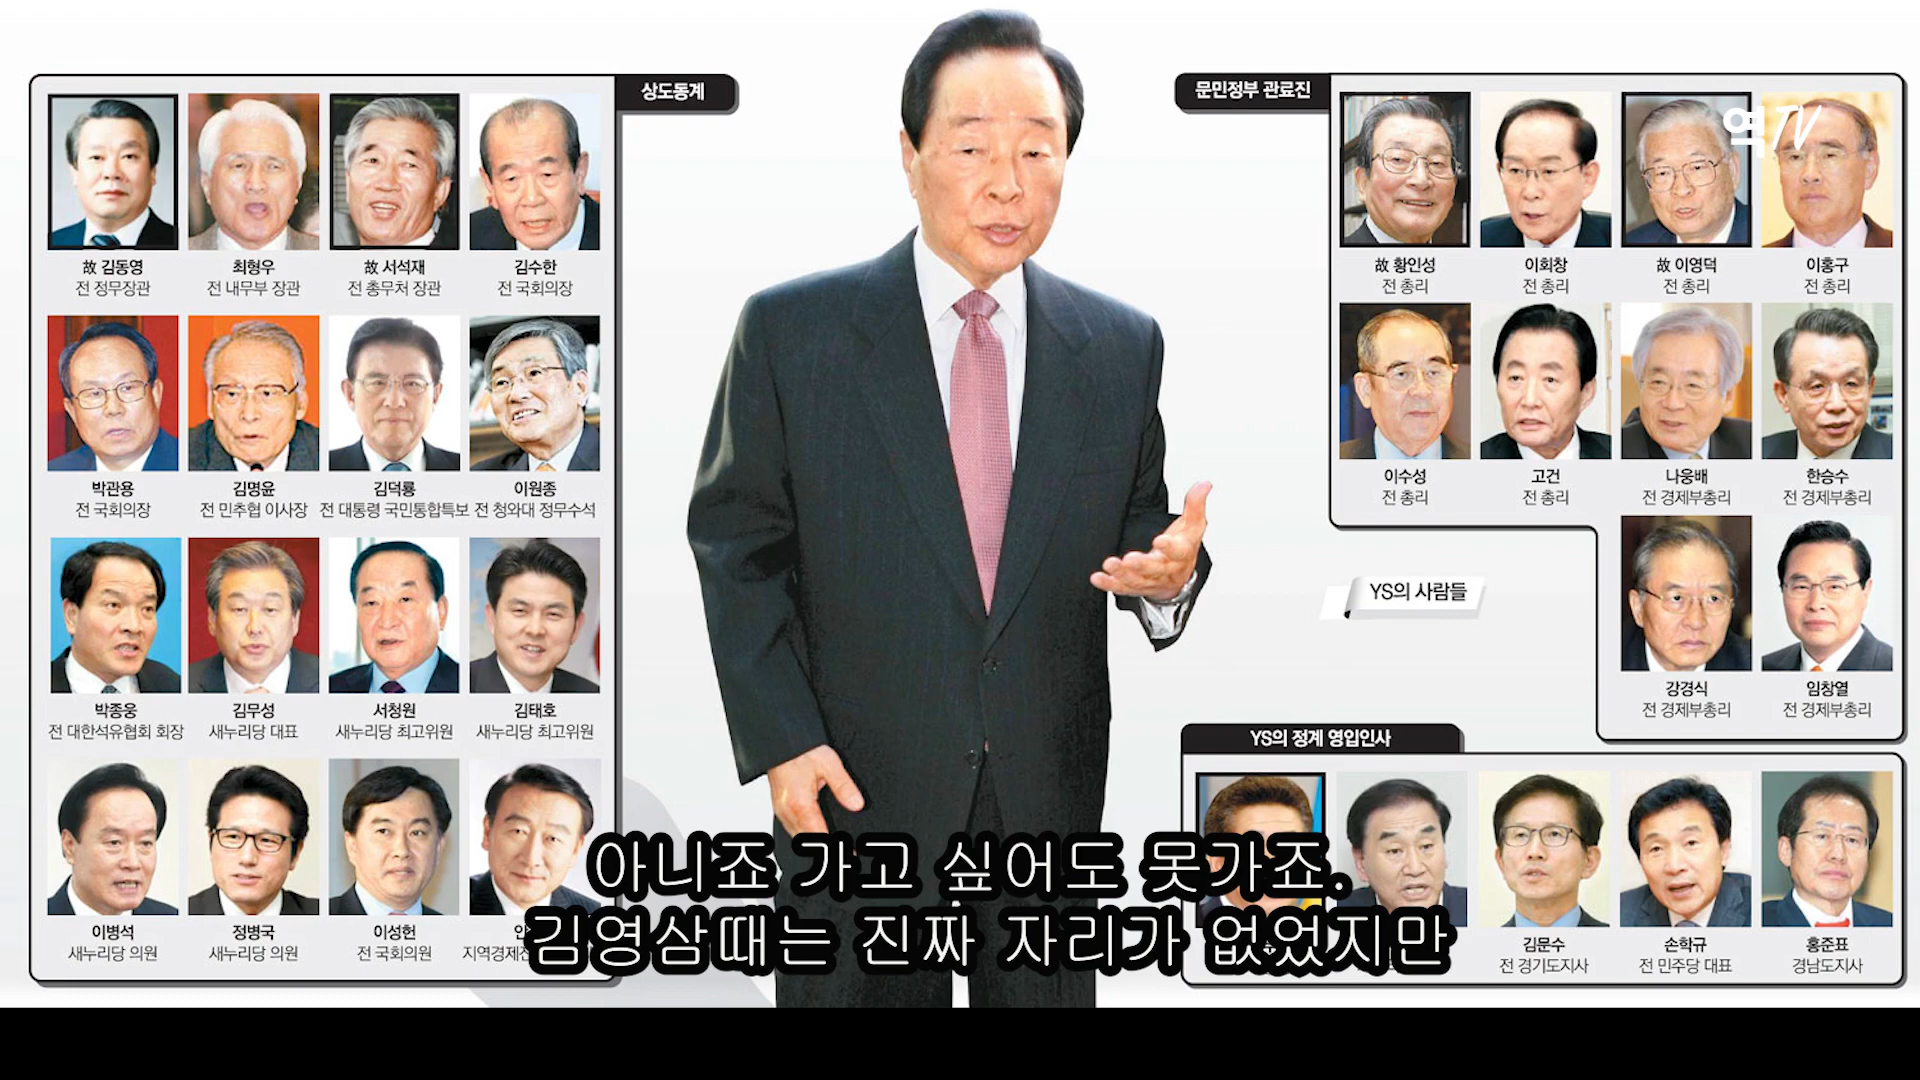 상도동계
문민정부 관료진
역TV
故 김동영
전 정무장관
최형우
전 내무부 장관
故 서석재
전 총무처 장관
김수한
전 국회의장
박관용
전 국회의장
김명윤
전 민추협 이사장
김덕룡
전 대통령 국민통합특보
이원종
전 청와대 정무수석
박종웅
전 대한석유협회 회장
김무성
새누리당 대표
서청원
새누리당 최고위원
김태호
새누리당 최고위원
이병석
새누리당 의원
정병국
새누리당 의원
이성헌
전 국회의원
故 황인성
전 총리
이회창
전 총리
故 이영덕
전 총리
이홍구
전 총리
이수성
전 총리
고건
전 총리
나웅배
전 경제부총리
한승수
전 경제부총리
강경식
전 경제부총리
임창열
전 경제부총리
YS의 사람들
YS의 정계 영입인사
김문수
전 경기도지사
손학규
전 민주당 대표
홍준표
경남도지사
아니죠 가고 싶어도 못가죠.
김영삼때는 진짜 자리가 없었지만